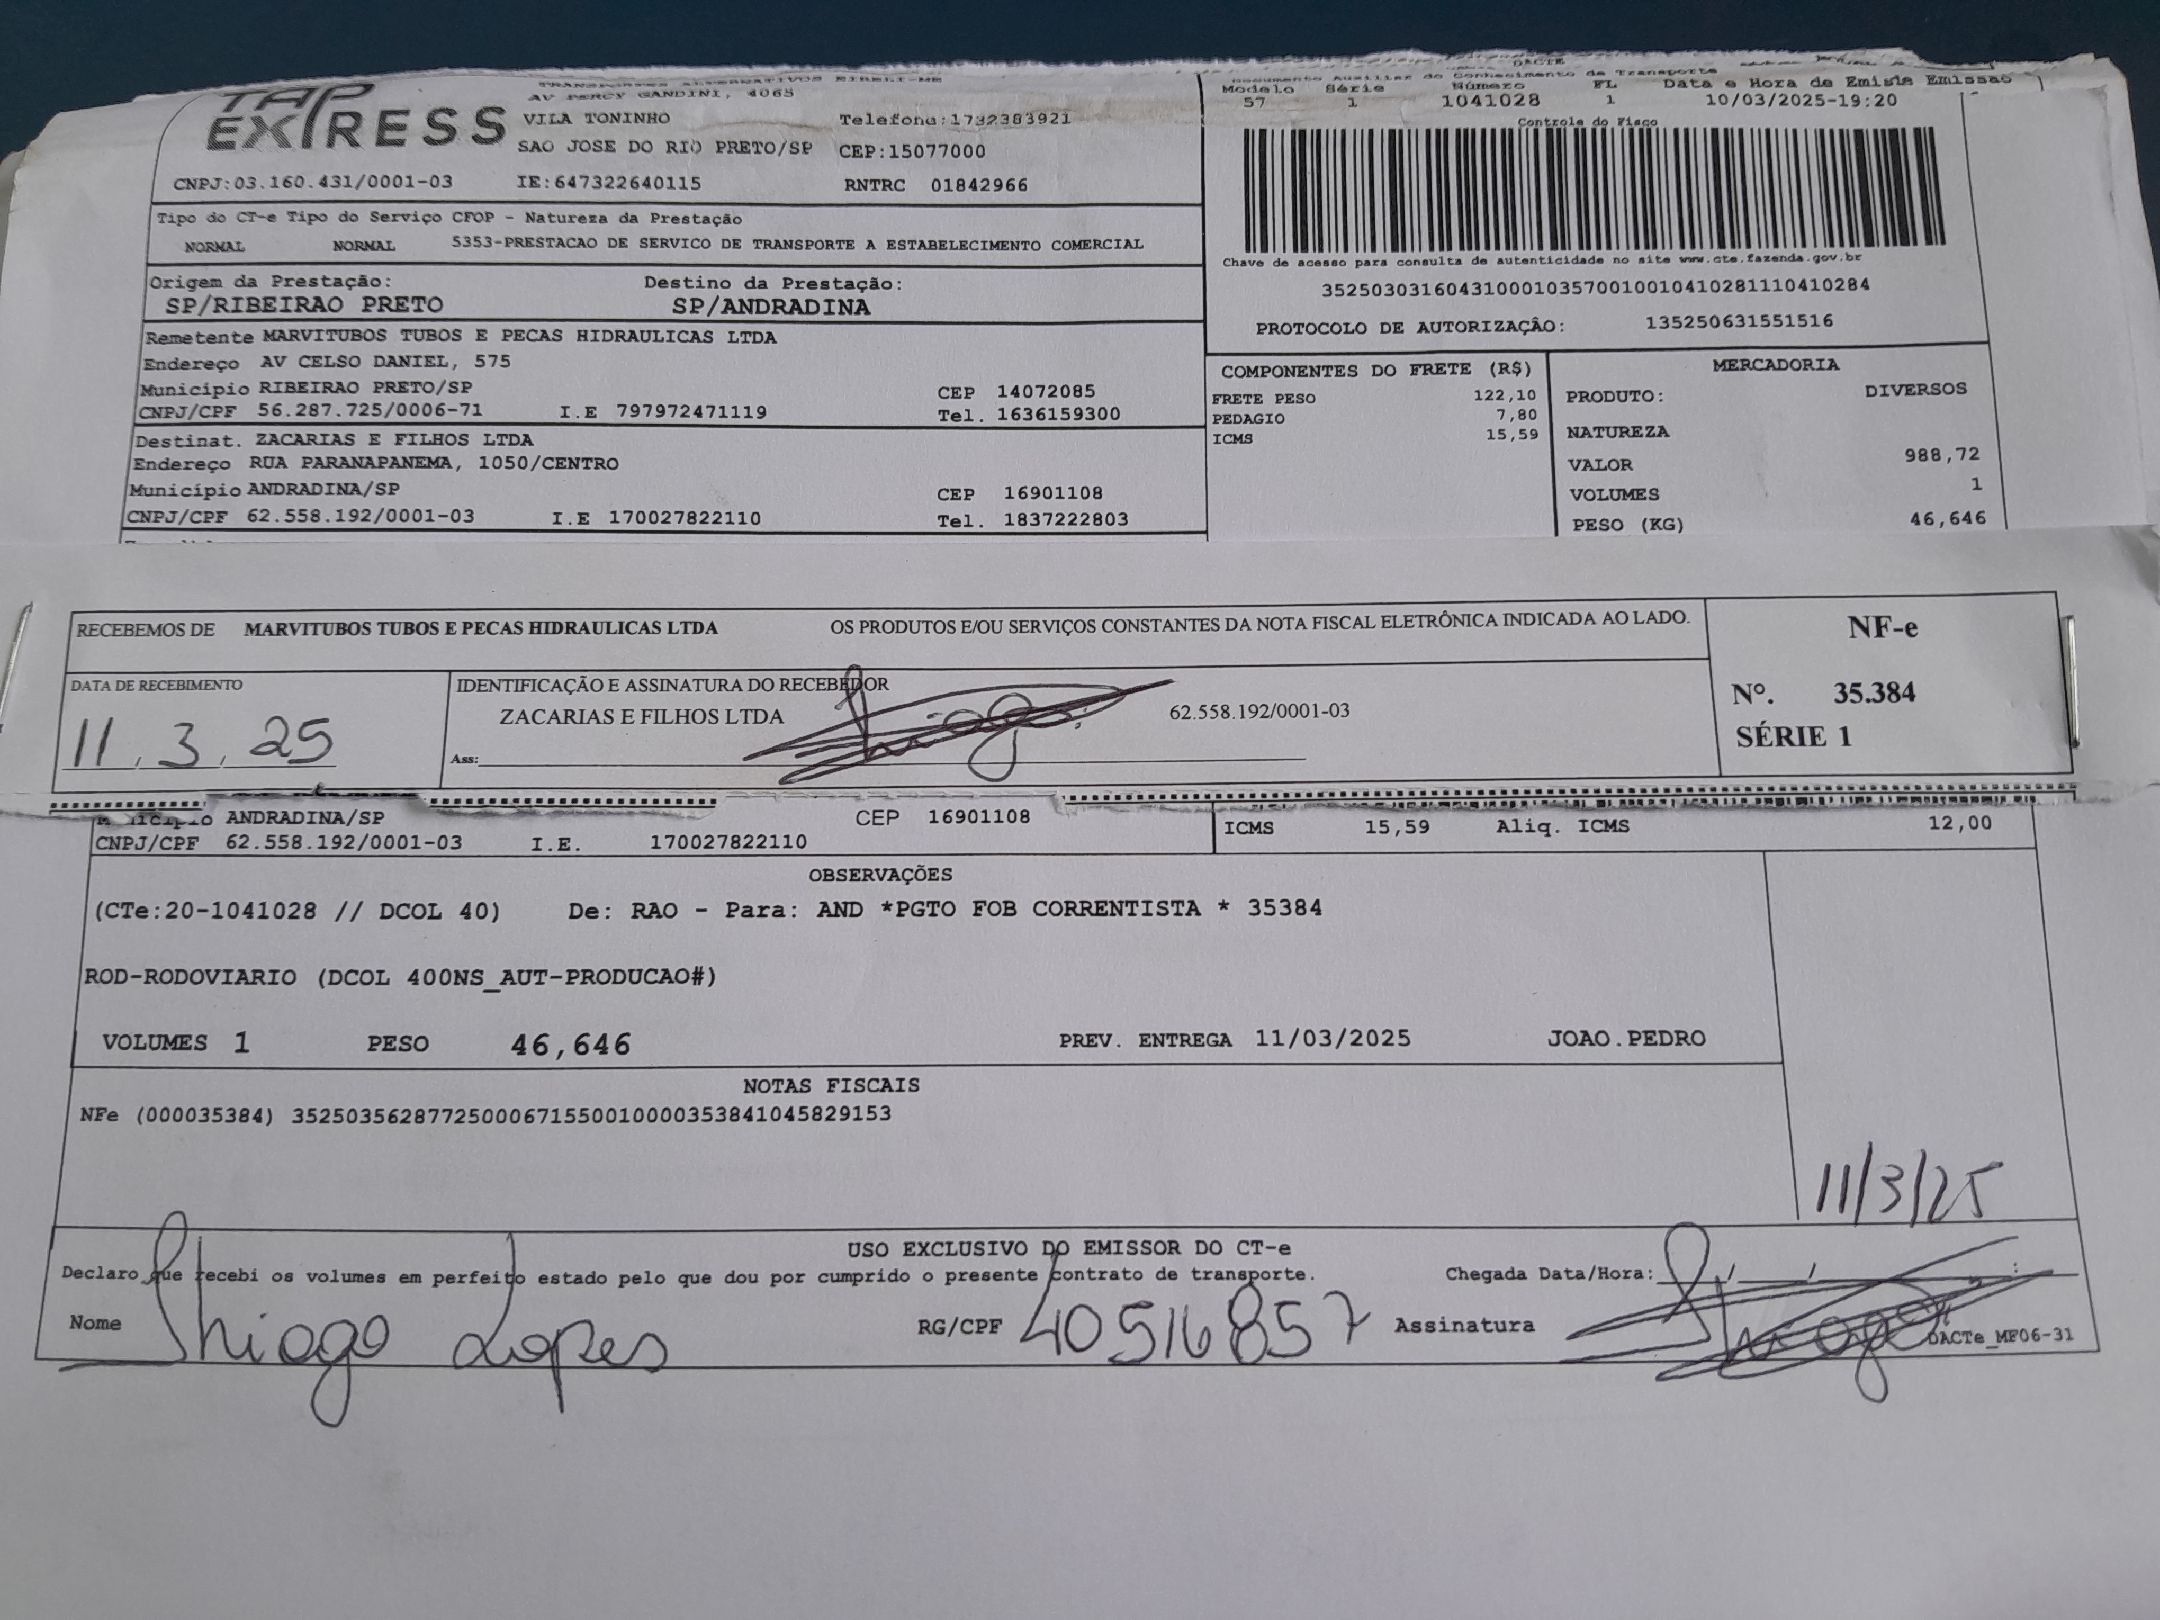 TAP EXPRESS
TRANSPORTES ALTERNATIVOS EIRELI-ME
AV PERCY GANDINI, 4065
VILA TONINHO Telefone:1732383921
SAO JOSE DO RIO PRETO/SP CEP:15077000
CNPJ:03.160.431/0001-03 IE:647322640115 RNTRC 01842966
DACTE
Documento Auxiliar do Conhecimento de Transporte
Modelo Série Número FL Data e Hora de Emissão
57 1 1041028 1 10/03/2025-19:20
Controle do Fisco
Chave de acesso para consulta de autenticidade no site www.cte.fazenda.gov.br
35250303160431000103570010010410281110410284
PROTOCOLO DE AUTORIZAÇÂO: 135250631551516
Tipo do CT-e Tipo do Serviço CFOP - Natureza da Prestação
NORMAL NORMAL 5353-PRESTACAO DE SERVICO DE TRANSPORTE A ESTABELECIMENTO COMERCIAL
Origem da Prestação: Destino da Prestação:
SP/RIBEIRAO PRETO SP/ANDRADINA
Remetente MARVITUBOS TUBOS E PECAS HIDRAULICAS LTDA
Endereço AV CELSO DANIEL, 575
Município RIBEIRAO PRETO/SP CEP 14072085
CNPJ/CPF 56.287.725/0006-71 I.E 797972471119 Tel. 1636159300
Destinat. ZACARIAS E FILHOS LTDA
Endereço RUA PARANAPANEMA, 1050/CENTRO
Município ANDRADINA/SP CEP 16901108
CNPJ/CPF 62.558.192/0001-03 I.E 170027822110 Tel. 1837222803
COMPONENTES DO FRETE (R$)
FRETE PESO 122,10
PEDAGIO 7,80
ICMS 15,59
MERCADORIA
PRODUTO: DIVERSOS
NATUREZA
VALOR 988,72
VOLUMES 1
PESO (KG) 46,646
RECEBEMOS DE MARVITUBOS TUBOS E PECAS HIDRAULICAS LTDA OS PRODUTOS E/OU SERVIÇOS CONSTANTES DA NOTA FISCAL ELETRÔNICA INDICADA AO LADO.
DATA DE RECEBIMENTO
11.3.25
IDENTIFICAÇÃO E ASSINATURA DO RECEBEDOR
ZACARIAS E FILHOS LTDA 62.558.192/0001-03
Ass: Thiago
NF-e
Nº. 35.384
SÉRIE 1
Município ANDRADINA/SP CEP 16901108
CNPJ/CPF 62.558.192/0001-03 I.E. 170027822110
ICMS 15,59 Aliq. ICMS 12,00
OBSERVAÇÕES
(CTe:20-1041028 // DCOL 40) De: RAO - Para: AND *PGTO FOB CORRENTISTA * 35384
ROD-RODOVIARIO (DCOL 400NS_AUT-PRODUCAO#)
VOLUMES 1 PESO 46,646 PREV. ENTREGA 11/03/2025 JOAO.PEDRO
NOTAS FISCAIS
NFe (000035384) 35250356287725000671550010000353841045829153
11/3/25
USO EXCLUSIVO DO EMISSOR DO CT-e
Declaro que recebi os volumes em perfeito estado pelo que dou por cumprido o presente contrato de transporte. Chegada Data/Hora: / / :
Nome Thiago Lopes RG/CPF 40516857 Assinatura Thiago
DACTe_MF06-31